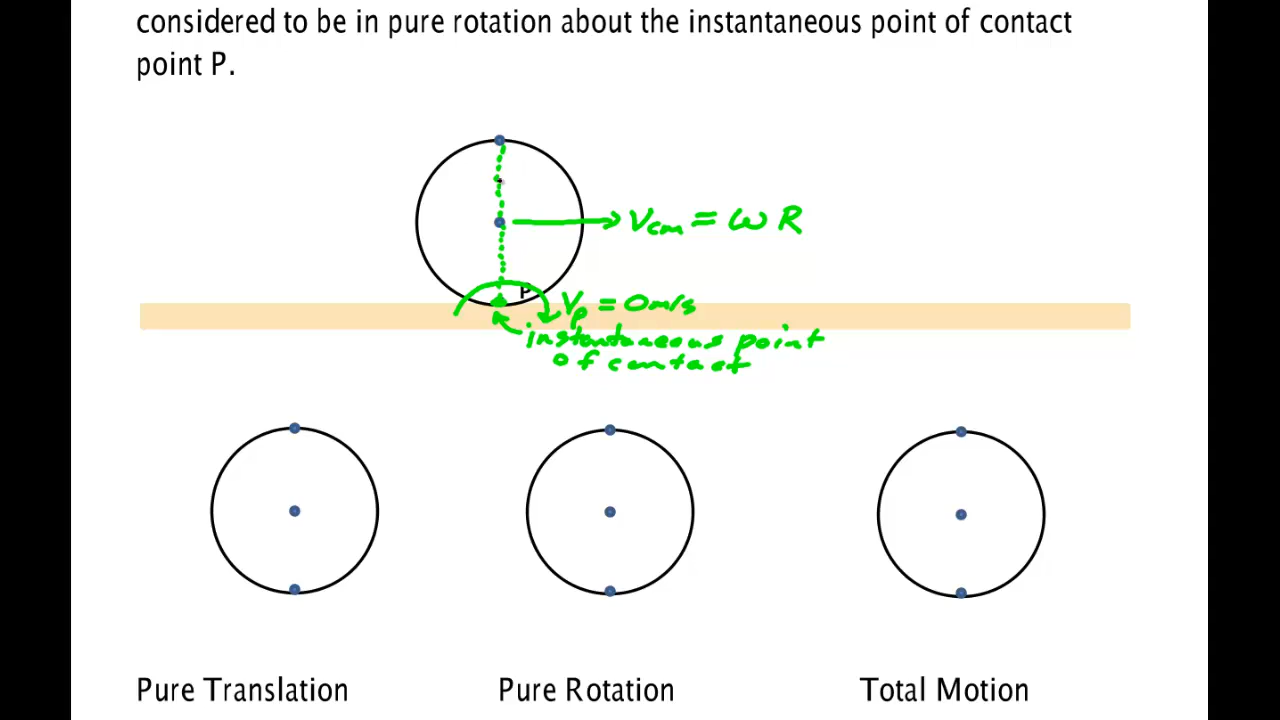 considered to be in pure rotation about the instantaneous point of contact
point P.
Vcm = ω R
P
Vp = 0m/s
instantaneous point
of contact
Pure Translation
Pure Rotation
Total Motion